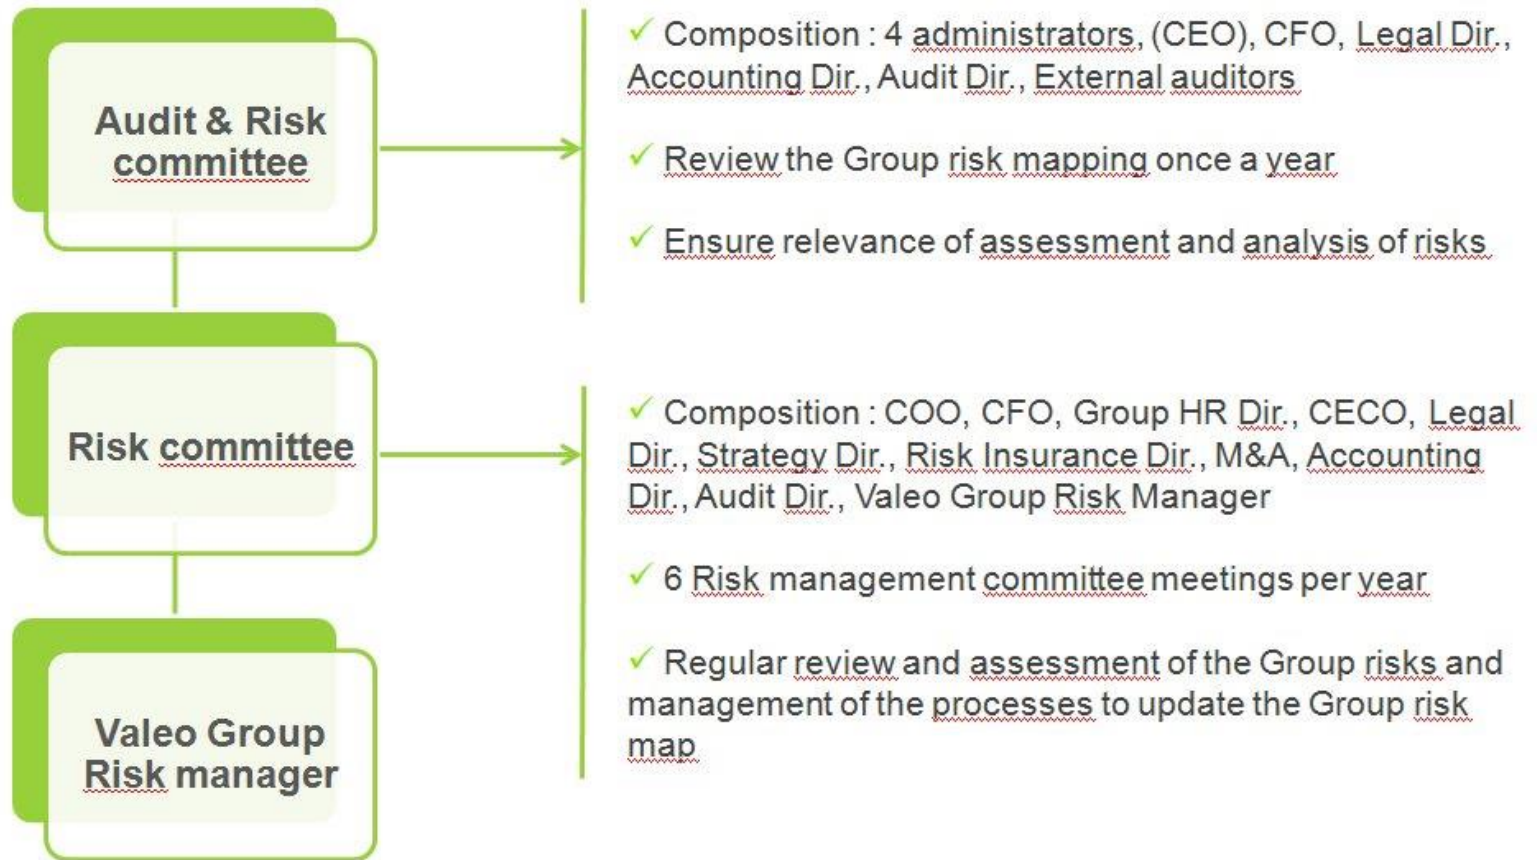 Audit & Risk
committee
✓ Composition : 4 administrators, (CEO), CFO, Legal Dir.,
Accounting Dir., Audit Dir., External auditors
✓ Review the Group risk mapping once a year
✓ Ensure relevance of assessment and analysis of risks
Risk committee
✓ Composition : COO, CFO, Group HR Dir., CECO, Legal
Dir., Strategy Dir., Risk Insurance Dir., M&A, Accounting
Dir., Audit Dir., Valeo Group Risk Manager
✓ 6 Risk management committee meetings per year
✓ Regular review and assessment of the Group risks and
management of the processes to update the Group risk
map
Valeo Group
Risk manager